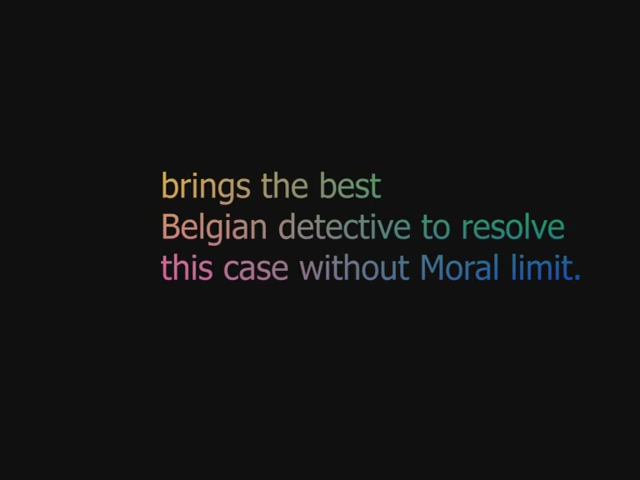 brings the best
Belgian detective to resolve
this case without Moral limit.